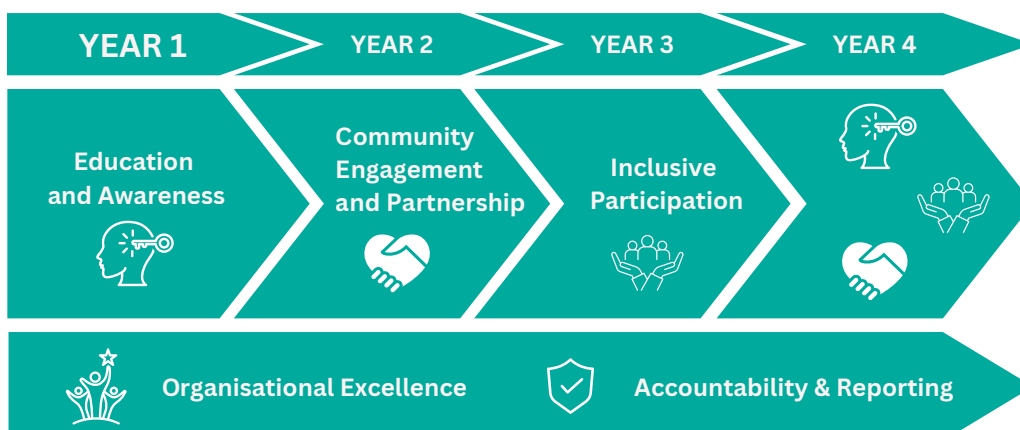 YEAR 1
YEAR 2
YEAR 3
YEAR 4
Education
and Awareness
Community
Engagement
and Partnership
Inclusive
Participation
Organisational Excellence
Accountability & Reporting